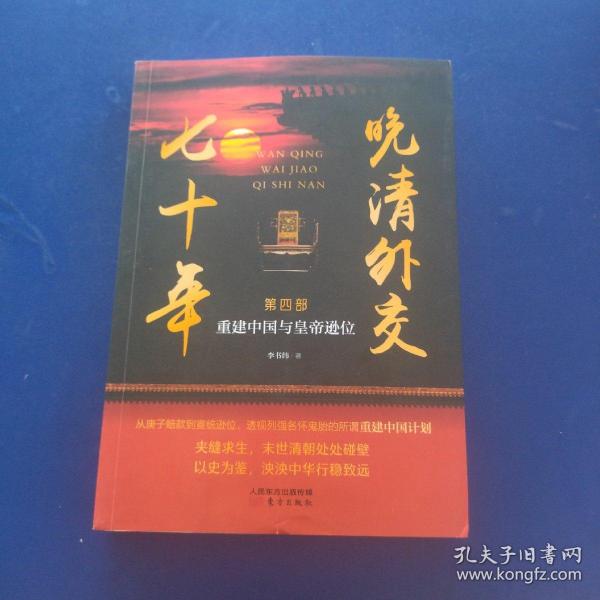 晚清外交
七十年
WAN QING
WAI JIAO
QI SHI NAN
第四部
重建中国与皇帝逊位
李书纬 著
从庚子赔款到宣统逊位，透视列强各怀鬼胎的所谓重建中国计划
夹缝求生，末世清朝处处碰壁
以史为鉴，泱泱中华行稳致远
人民东方出版传媒
东方出版社
孔夫子旧书网
www.kongfz.com